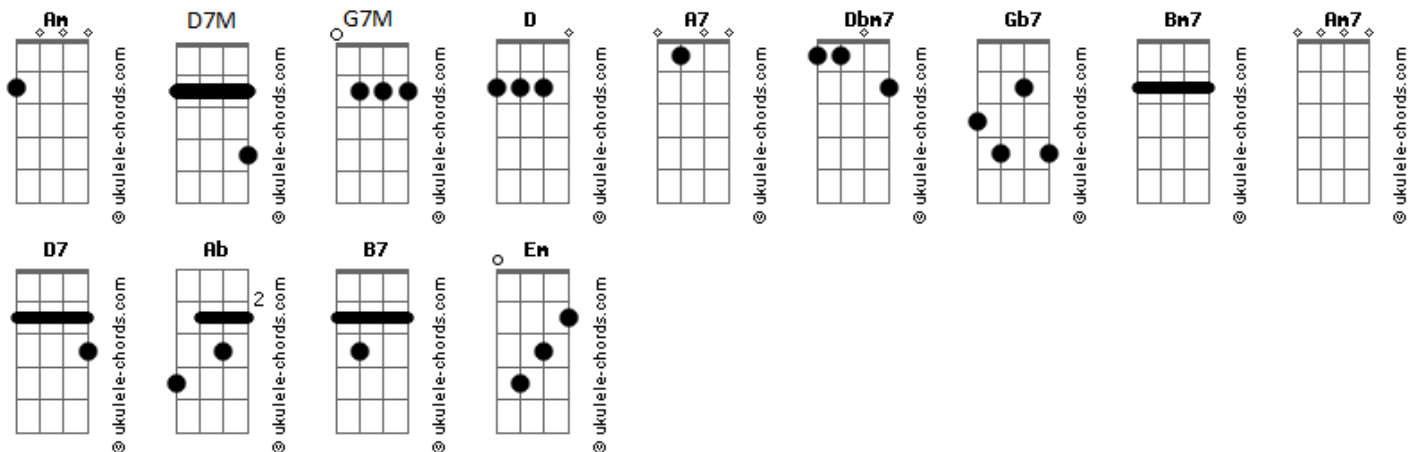 Am D7M G7M D A7 Dbm7 Gb7 Bm7 Am7
© ukulele-chords.com © ukulele-chords.com © ukulele-chords.com © ukulele-chords.com © ukulele-chords.com © ukulele-chords.com © ukulele-chords.com © ukulele-chords.com © ukulele-chords.com
D7 Ab B7 Em
2
© ukulele-chords.com © ukulele-chords.com © ukulele-chords.com © ukulele-chords.com